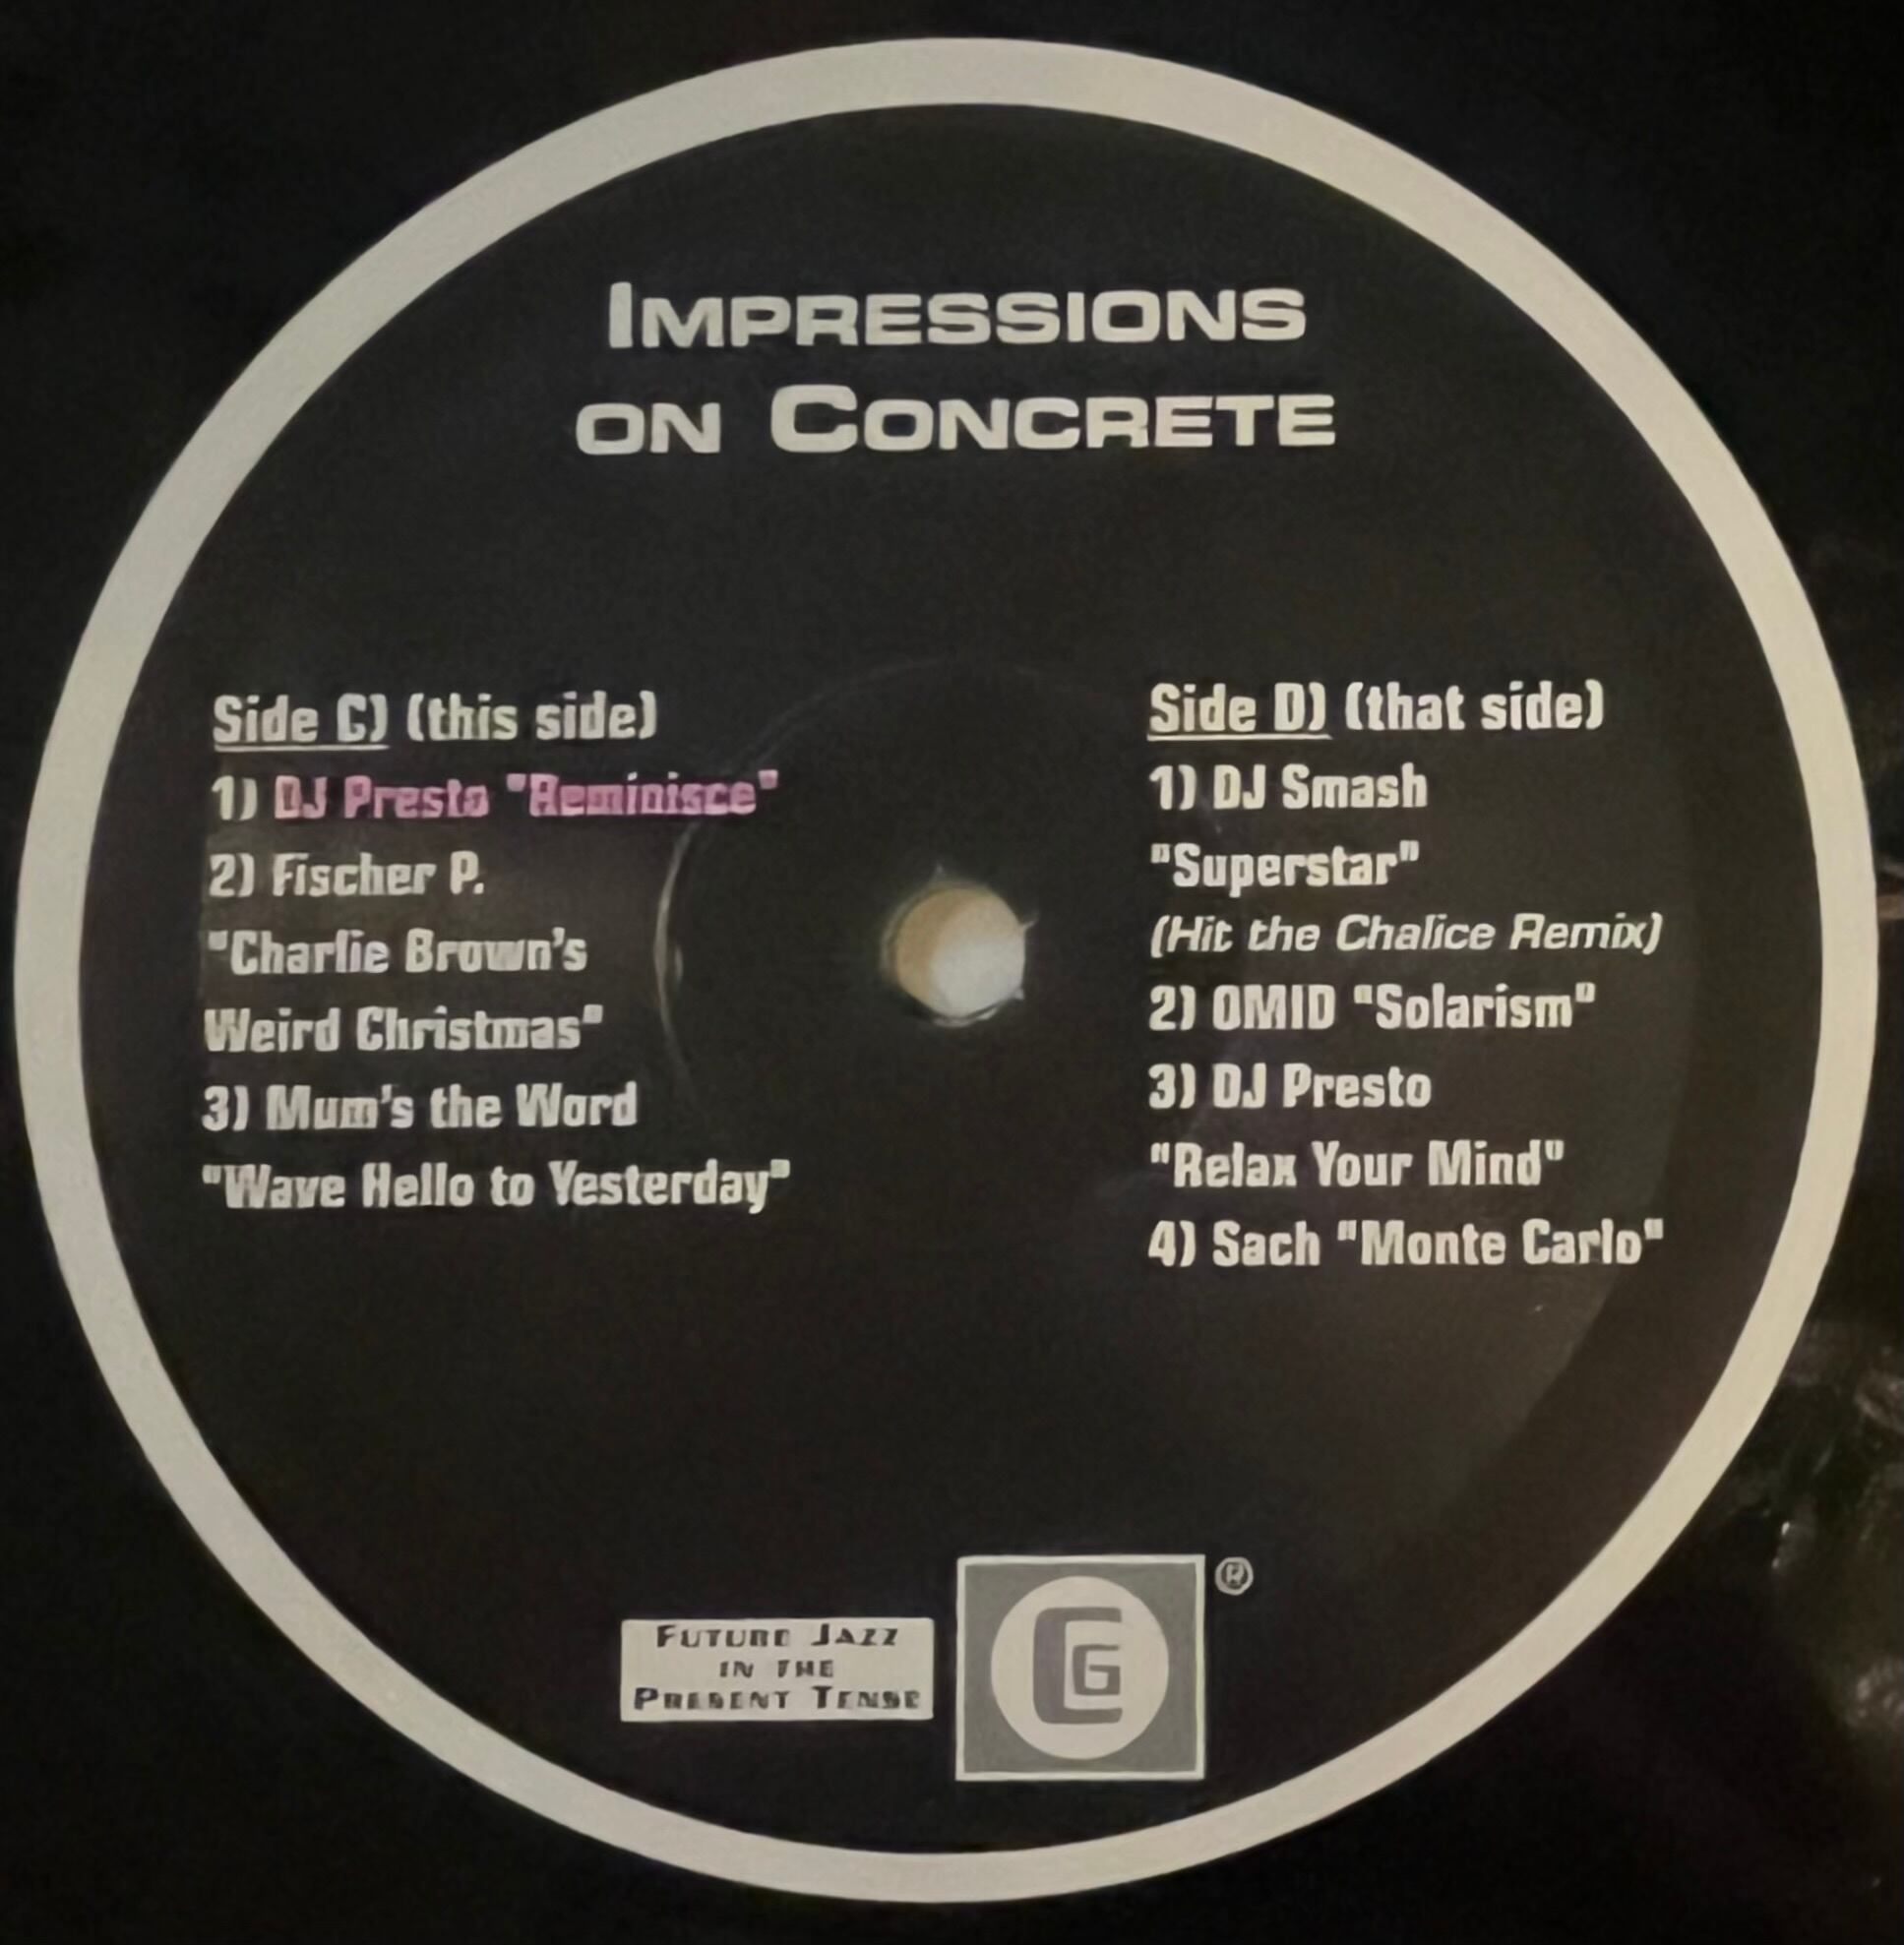 IMPRESSIONS
ON CONCRETE
Side C) (this side)
1) DJ Presto "Reminisce"
2) Fischer P.
"Charlie Brown's
Weird Christmas"
3) Mum's the Word
"Wave Hello to Yesterday"
Side D) (that side)
1) DJ Smash
"Superstar"
(Hit the Chalice Remix)
2) OMID "Solarism"
3) DJ Presto
"Relax Your Mind"
4) Sach "Monte Carlo"
FUTURE JAZZ
IN THE
PRESENT TENSE
CG ®